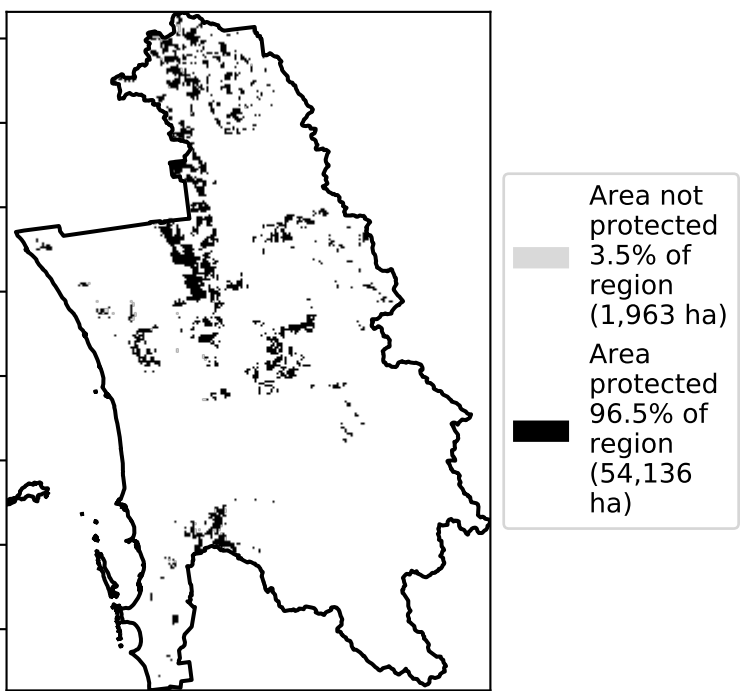 Area not
protected
3.5% of
region
(1,963 ha)
Area
protected
96.5% of
region
(54,136
ha)